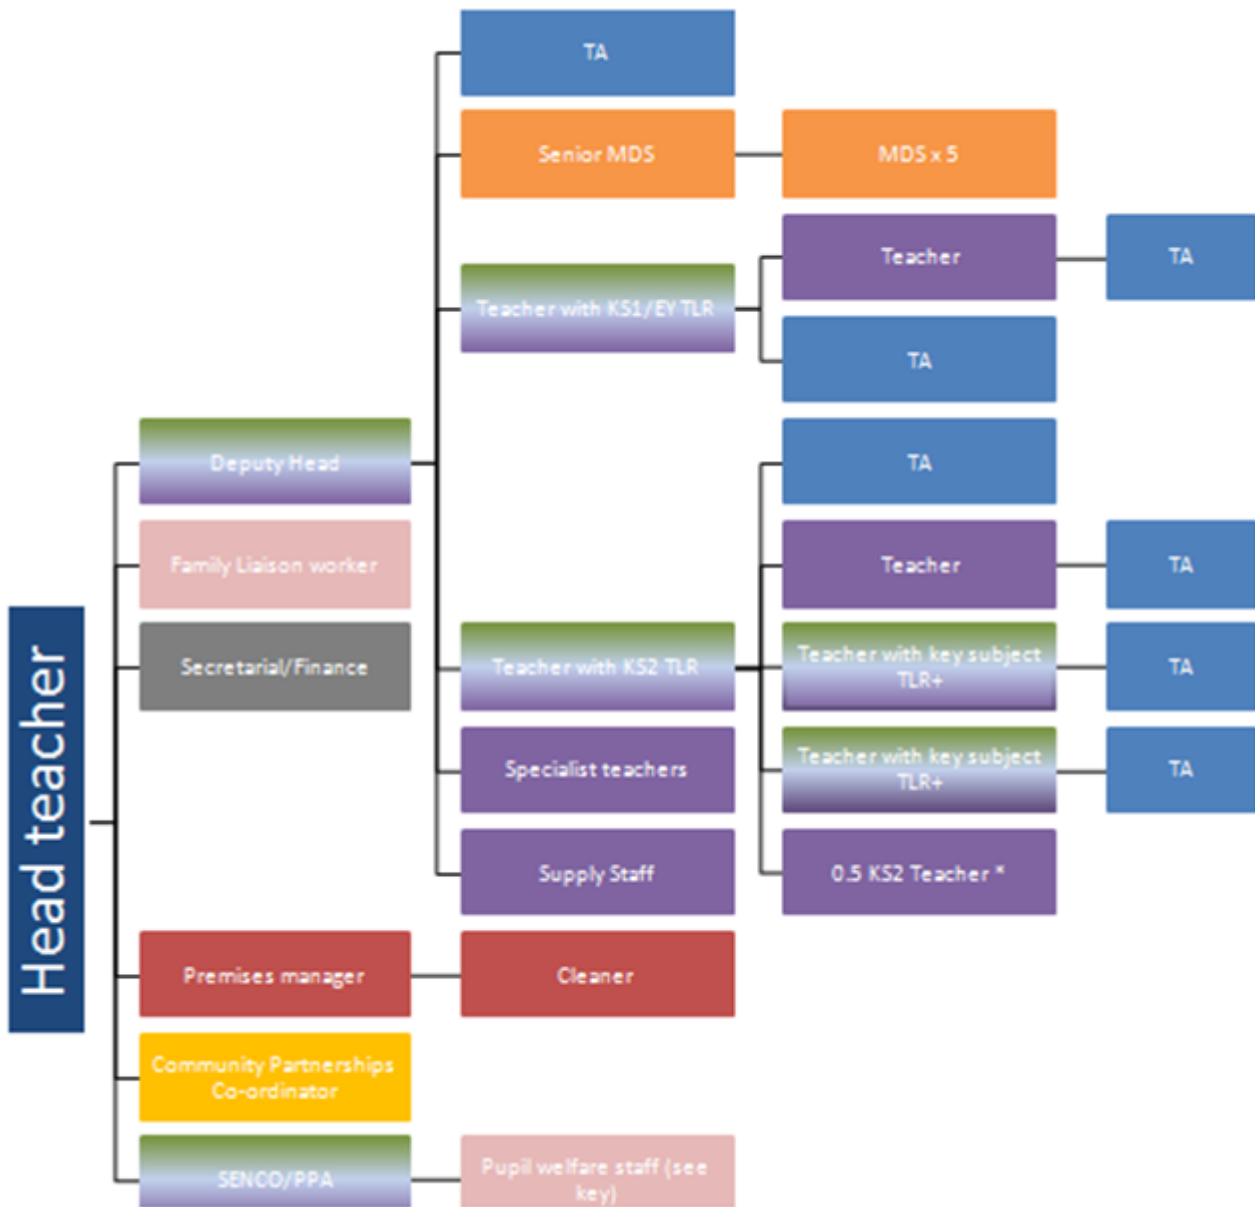 TA
Senior MDS
MDS x 5
Teacher
TA
Teacher with KS1/EY TLR
TA
Deputy Head
TA
Family Liaison worker
Teacher
TA
Secretarial/Finance
Teacher with KS2 TLR
Teacher with key subject
TLR+
TA
Specialist teachers
Teacher with key subject
TLR+
TA
Supply Staff
0.5 KS2 Teacher *
Head teacher
Premises manager
Cleaner
Community Partnerships
Co-ordinator
SENCO/PPA
Pupil welfare staff (see
key)